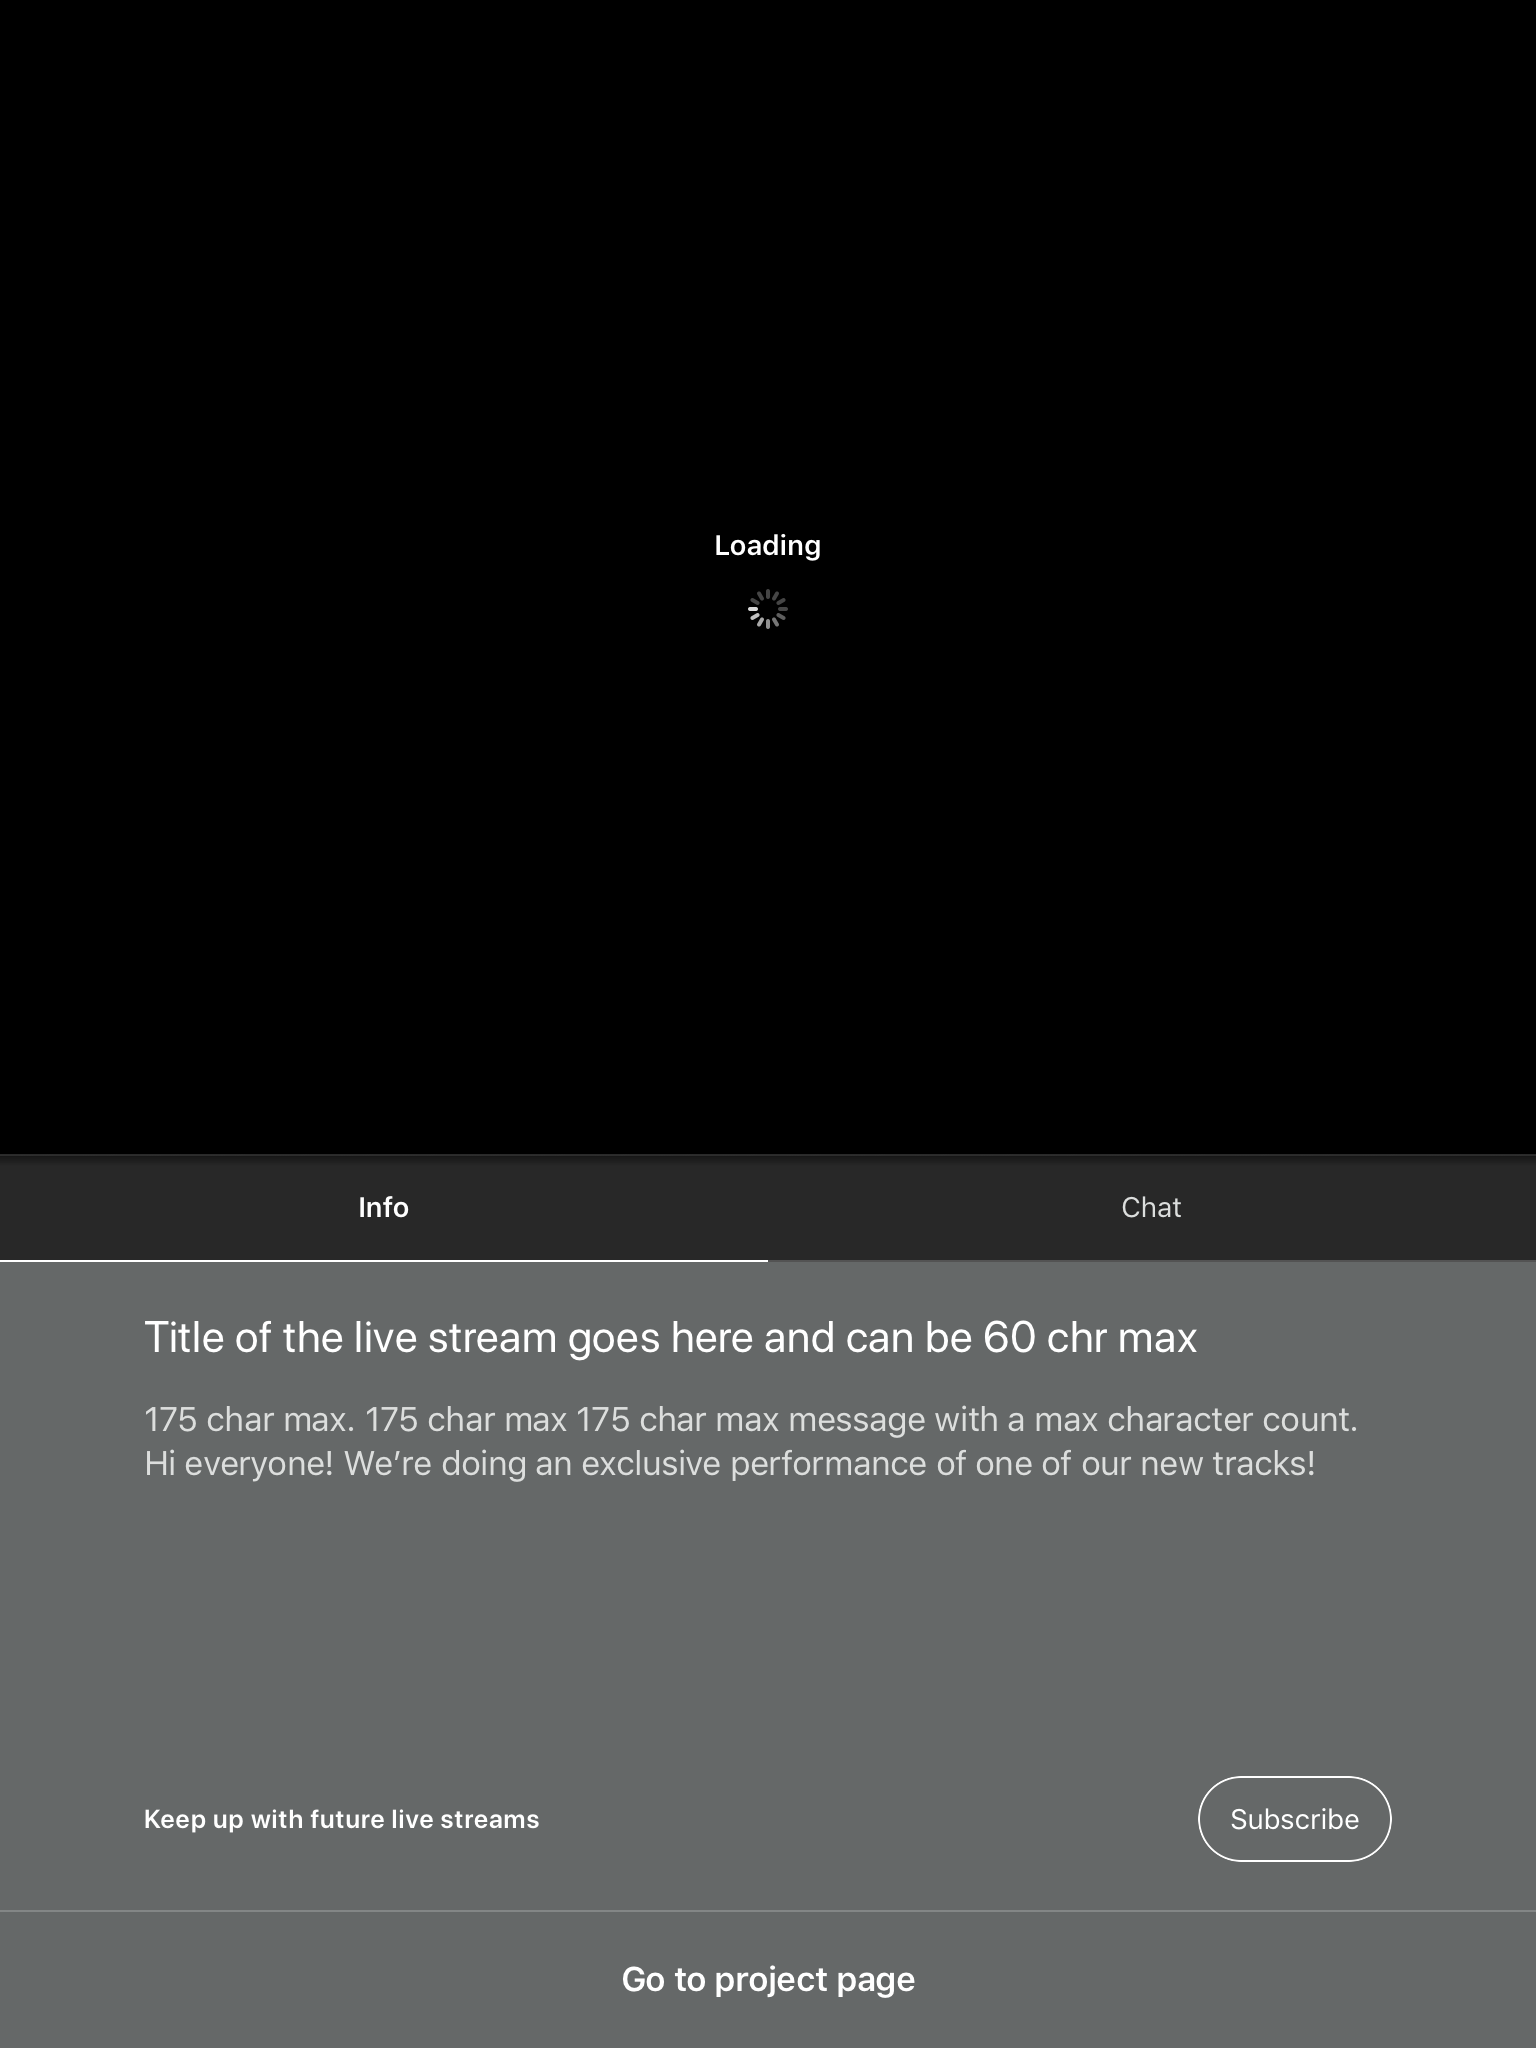 Loading
Info
Chat
Title of the live stream goes here and can be 60 chr max
175 char max. 175 char max 175 char max message with a max character count.
Hi everyone! We’re doing an exclusive performance of one of our new tracks!
Keep up with future live streams
Subscribe
Go to project page